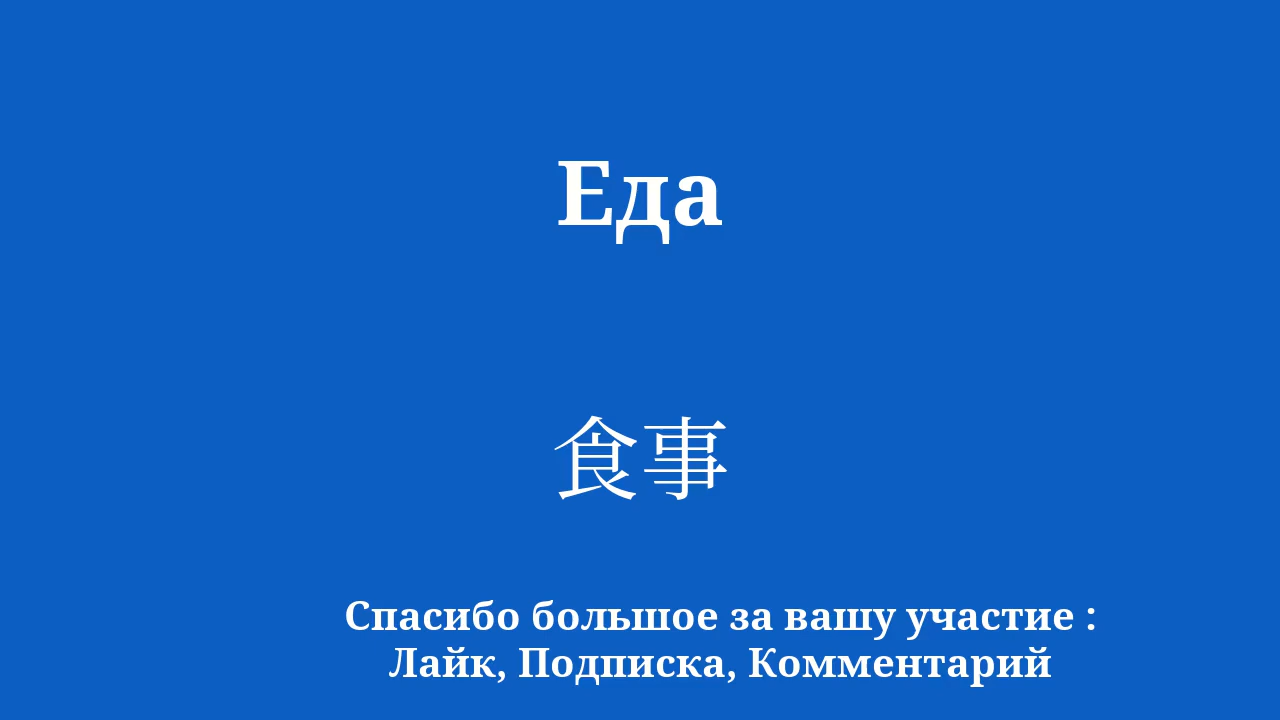 Еда
食事
Спасибо большое за вашу участие :
Лайк, Подписка, Комментарий